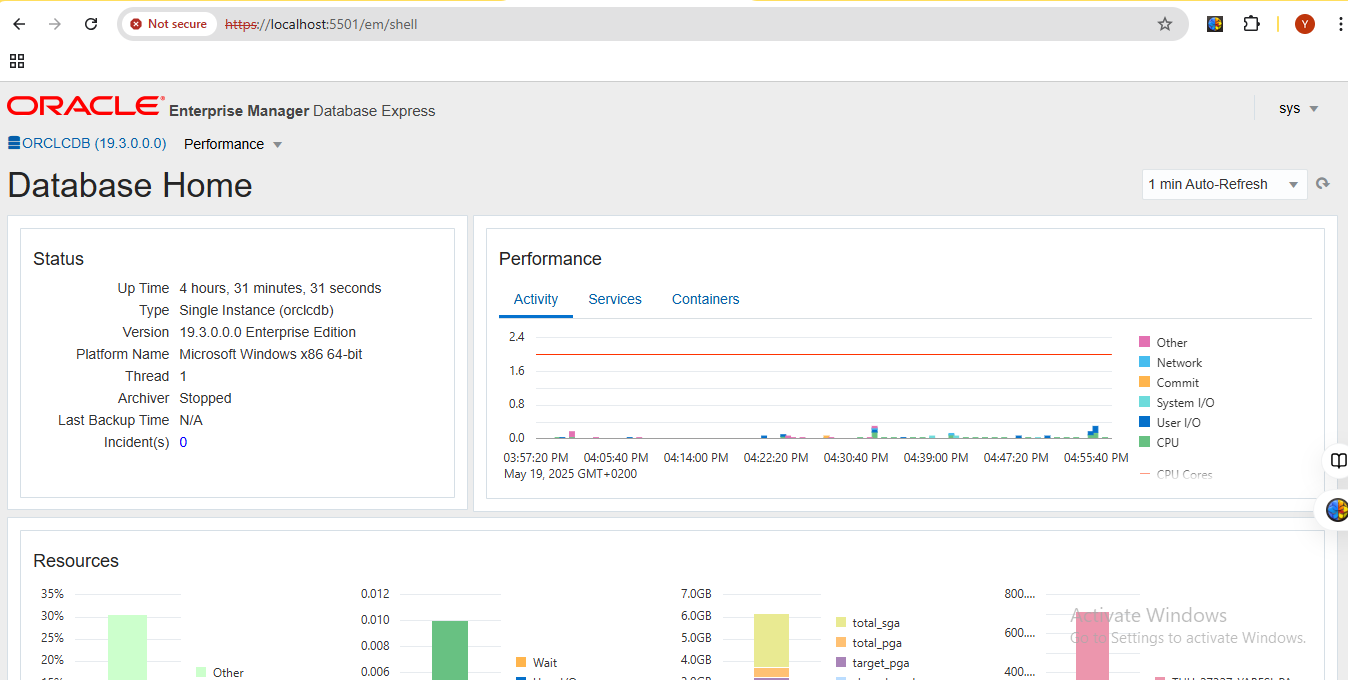 Not secure https://localhost:5501/em/shell Y
ORACLE Enterprise Manager Database Express sys
ORCLCDB (19.3.0.0.0) Performance
Database Home 1 min Auto-Refresh
Status
Up Time 4 hours, 31 minutes, 31 seconds
Type Single Instance (orclcdb)
Version 19.3.0.0.0 Enterprise Edition
Platform Name Microsoft Windows x86 64-bit
Thread 1
Archiver Stopped
Last Backup Time N/A
Incident(s) 0
Performance
Activity Services Containers
2.4
1.6
0.8
0.0
03:57:20 PM 04:05:40 PM 04:14:00 PM 04:22:20 PM 04:30:40 PM 04:39:00 PM 04:47:20 PM 04:55:40 PM
May 19, 2025 GMT+0200
Other
Network
Commit
System I/O
User I/O
CPU
CPU Cores
Resources
35%
30%
25%
20%
Other
0.012
0.010
0.008
0.006
Wait
7.0GB
6.0GB
5.0GB
4.0GB
total_sga
total_pga
target_pga
800....
600....
400....
Activate Windows
Go to Settings to activate Windows.